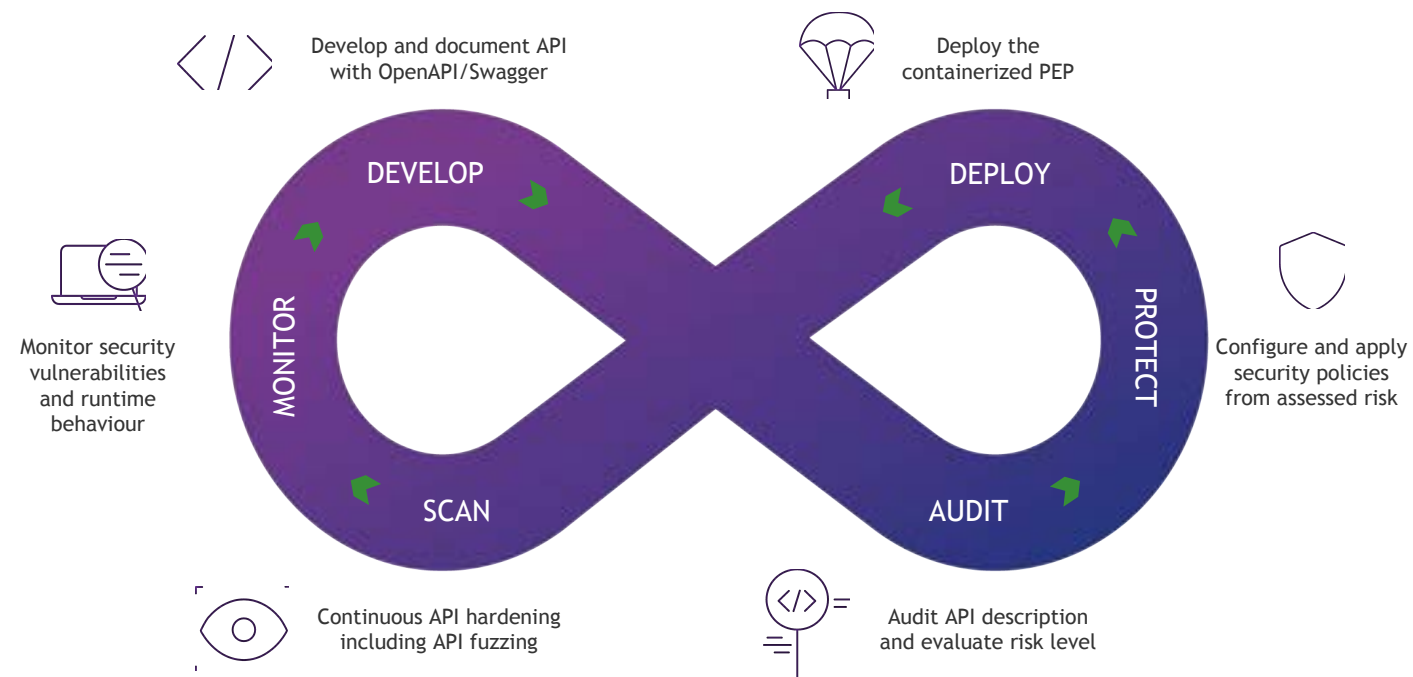 Develop and document API
with OpenAPI/Swagger
Deploy the
containerized PEP
DEVELOP
DEPLOY
MONITOR
PROTECT
Monitor security
vulnerabilities
and runtime
behaviour
Configure and apply
security policies
from assessed risk
SCAN
AUDIT
Continuous API hardening
including API fuzzing
Audit API description
and evaluate risk level